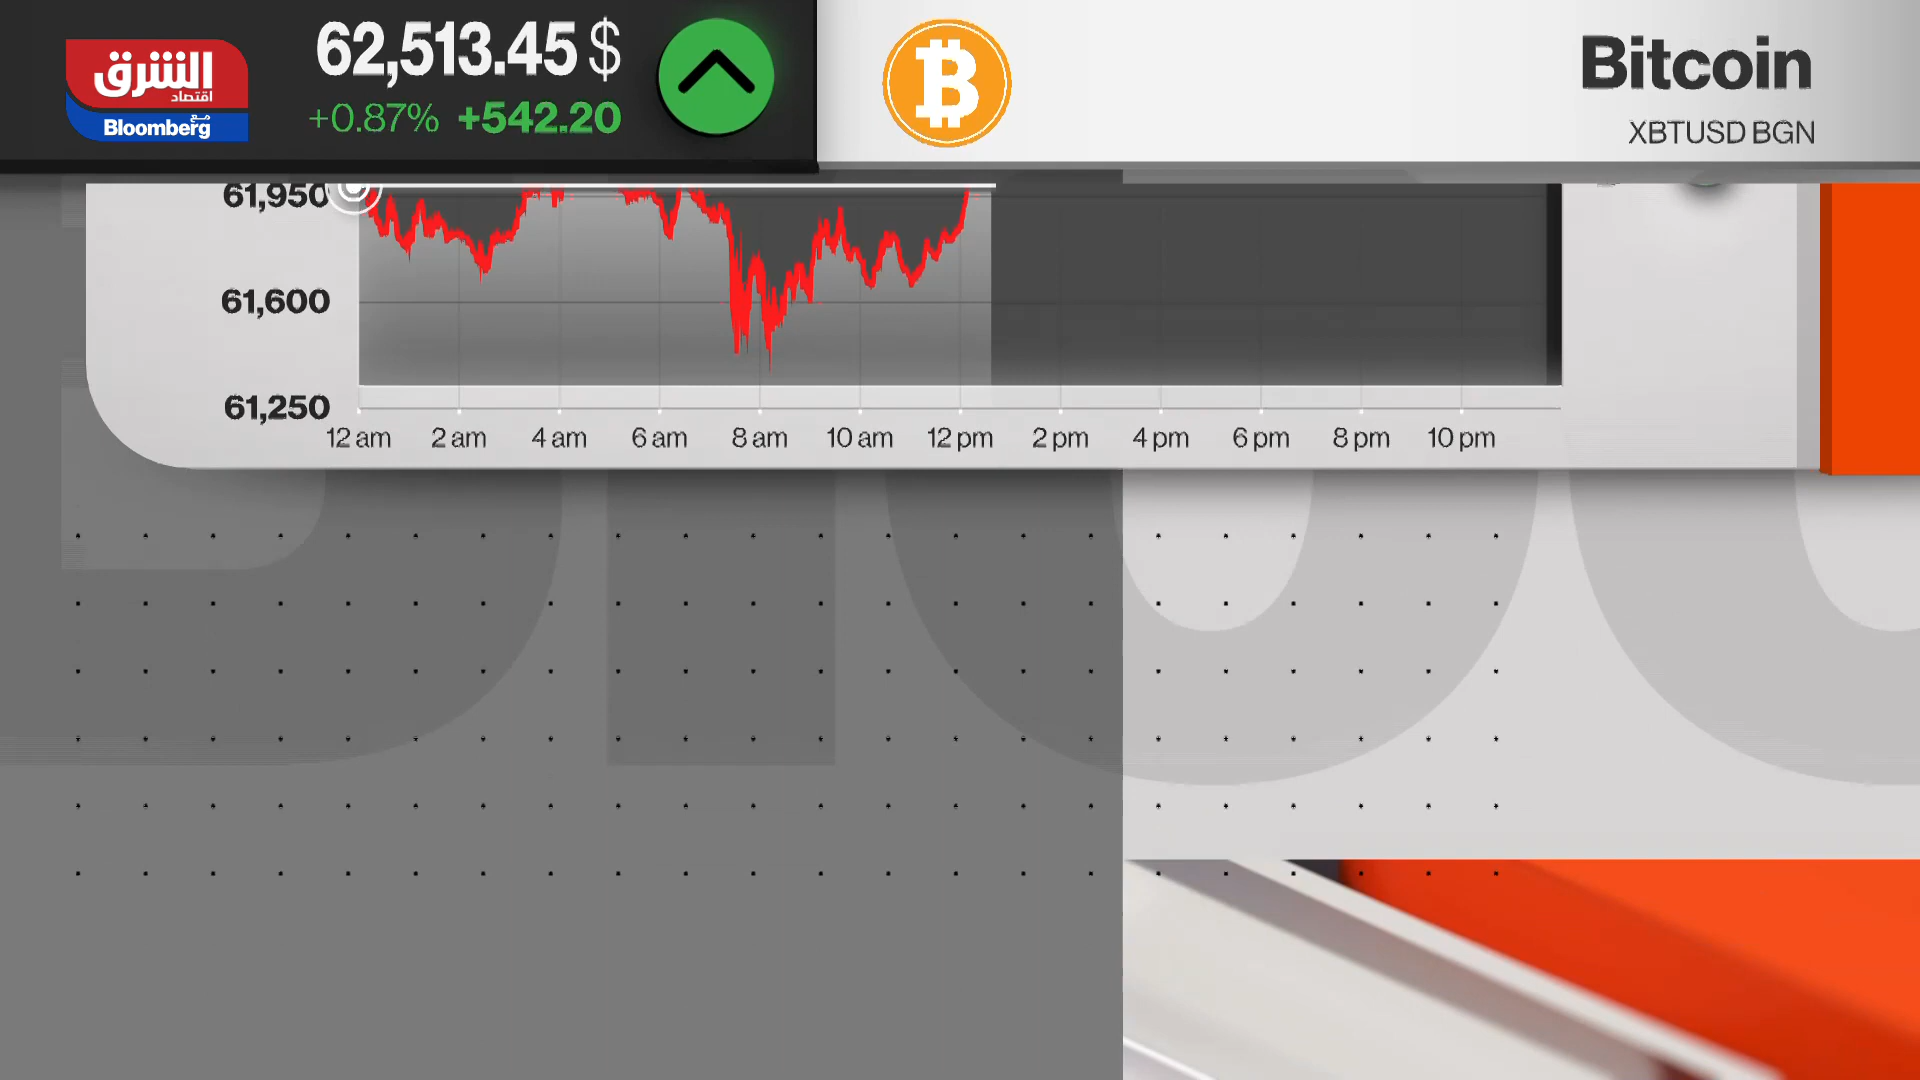 الشرق
اقتصاد
مع
Bloomberg
62,513.45 $
+0.87% +542.20
Bitcoin
XBTUSD BGN
61,950
61,600
61,250
12 am 2 am 4 am 6 am 8 am 10 am 12 pm 2 pm 4 pm 6 pm 8 pm 10 pm